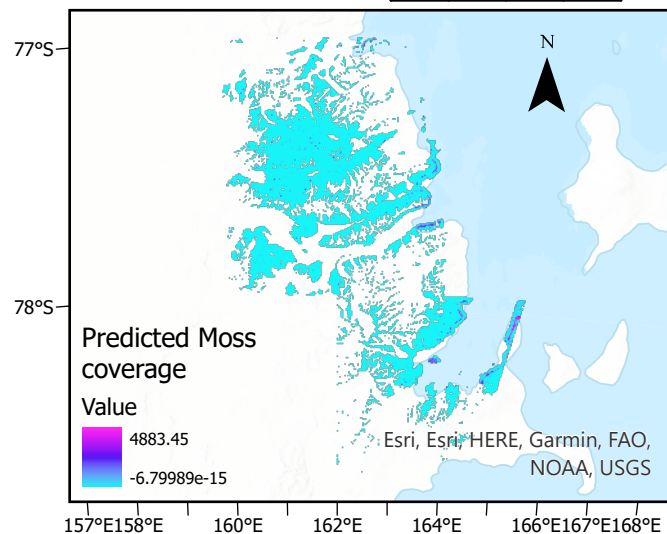 77°S
N
78°S
Predicted Moss
coverage
Value
4883.45
-6.79989e-15
Esri, Esri, HERE, Garmin, FAO,
NOAA, USGS
157°E158°E 160°E 162°E 164°E 166°E167°E168°E